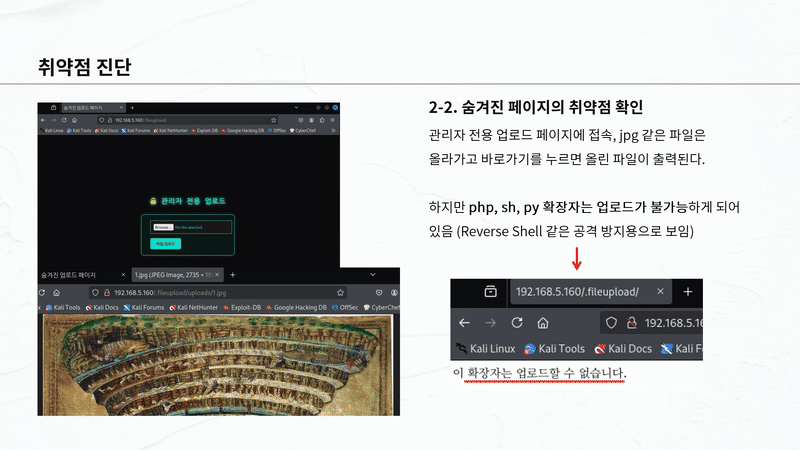 취약점 진단
숨겨진 업로드 페이지
192.168.5.160/.fileupload/
Kali Linux Kali Tools Kali Docs Kali Forums Kali NetHunter Exploit-DB Google Hacking DB OffSec CyberChef
관리자 전용 업로드
Browse... No file selected.
파일 업로드
숨겨진 업로드 페이지 1.jpg (JPEG Image, 2735 × 19
192.168.5.160/.fileupload/uploads/1.jpg
Kali Tools Kali Docs Kali Forums Kali NetHunter Exploit-DB Google Hacking DB OffSec CyberChef
2-2. 숨겨진 페이지의 취약점 확인
관리자 전용 업로드 페이지에 접속, jpg 같은 파일은
올라가고 바로가기를 누르면 올린 파일이 출력된다.
하지만 php, sh, py 확장자는 업로드가 불가능하게 되어
있음 (Reverse Shell 같은 공격 방지용으로 보임)
192.168.5.160/.fileupload/
192.168.5.16
Kali Linux Kali Tools Kali Docs Kali F
이 확장자는 업로드할 수 없습니다.